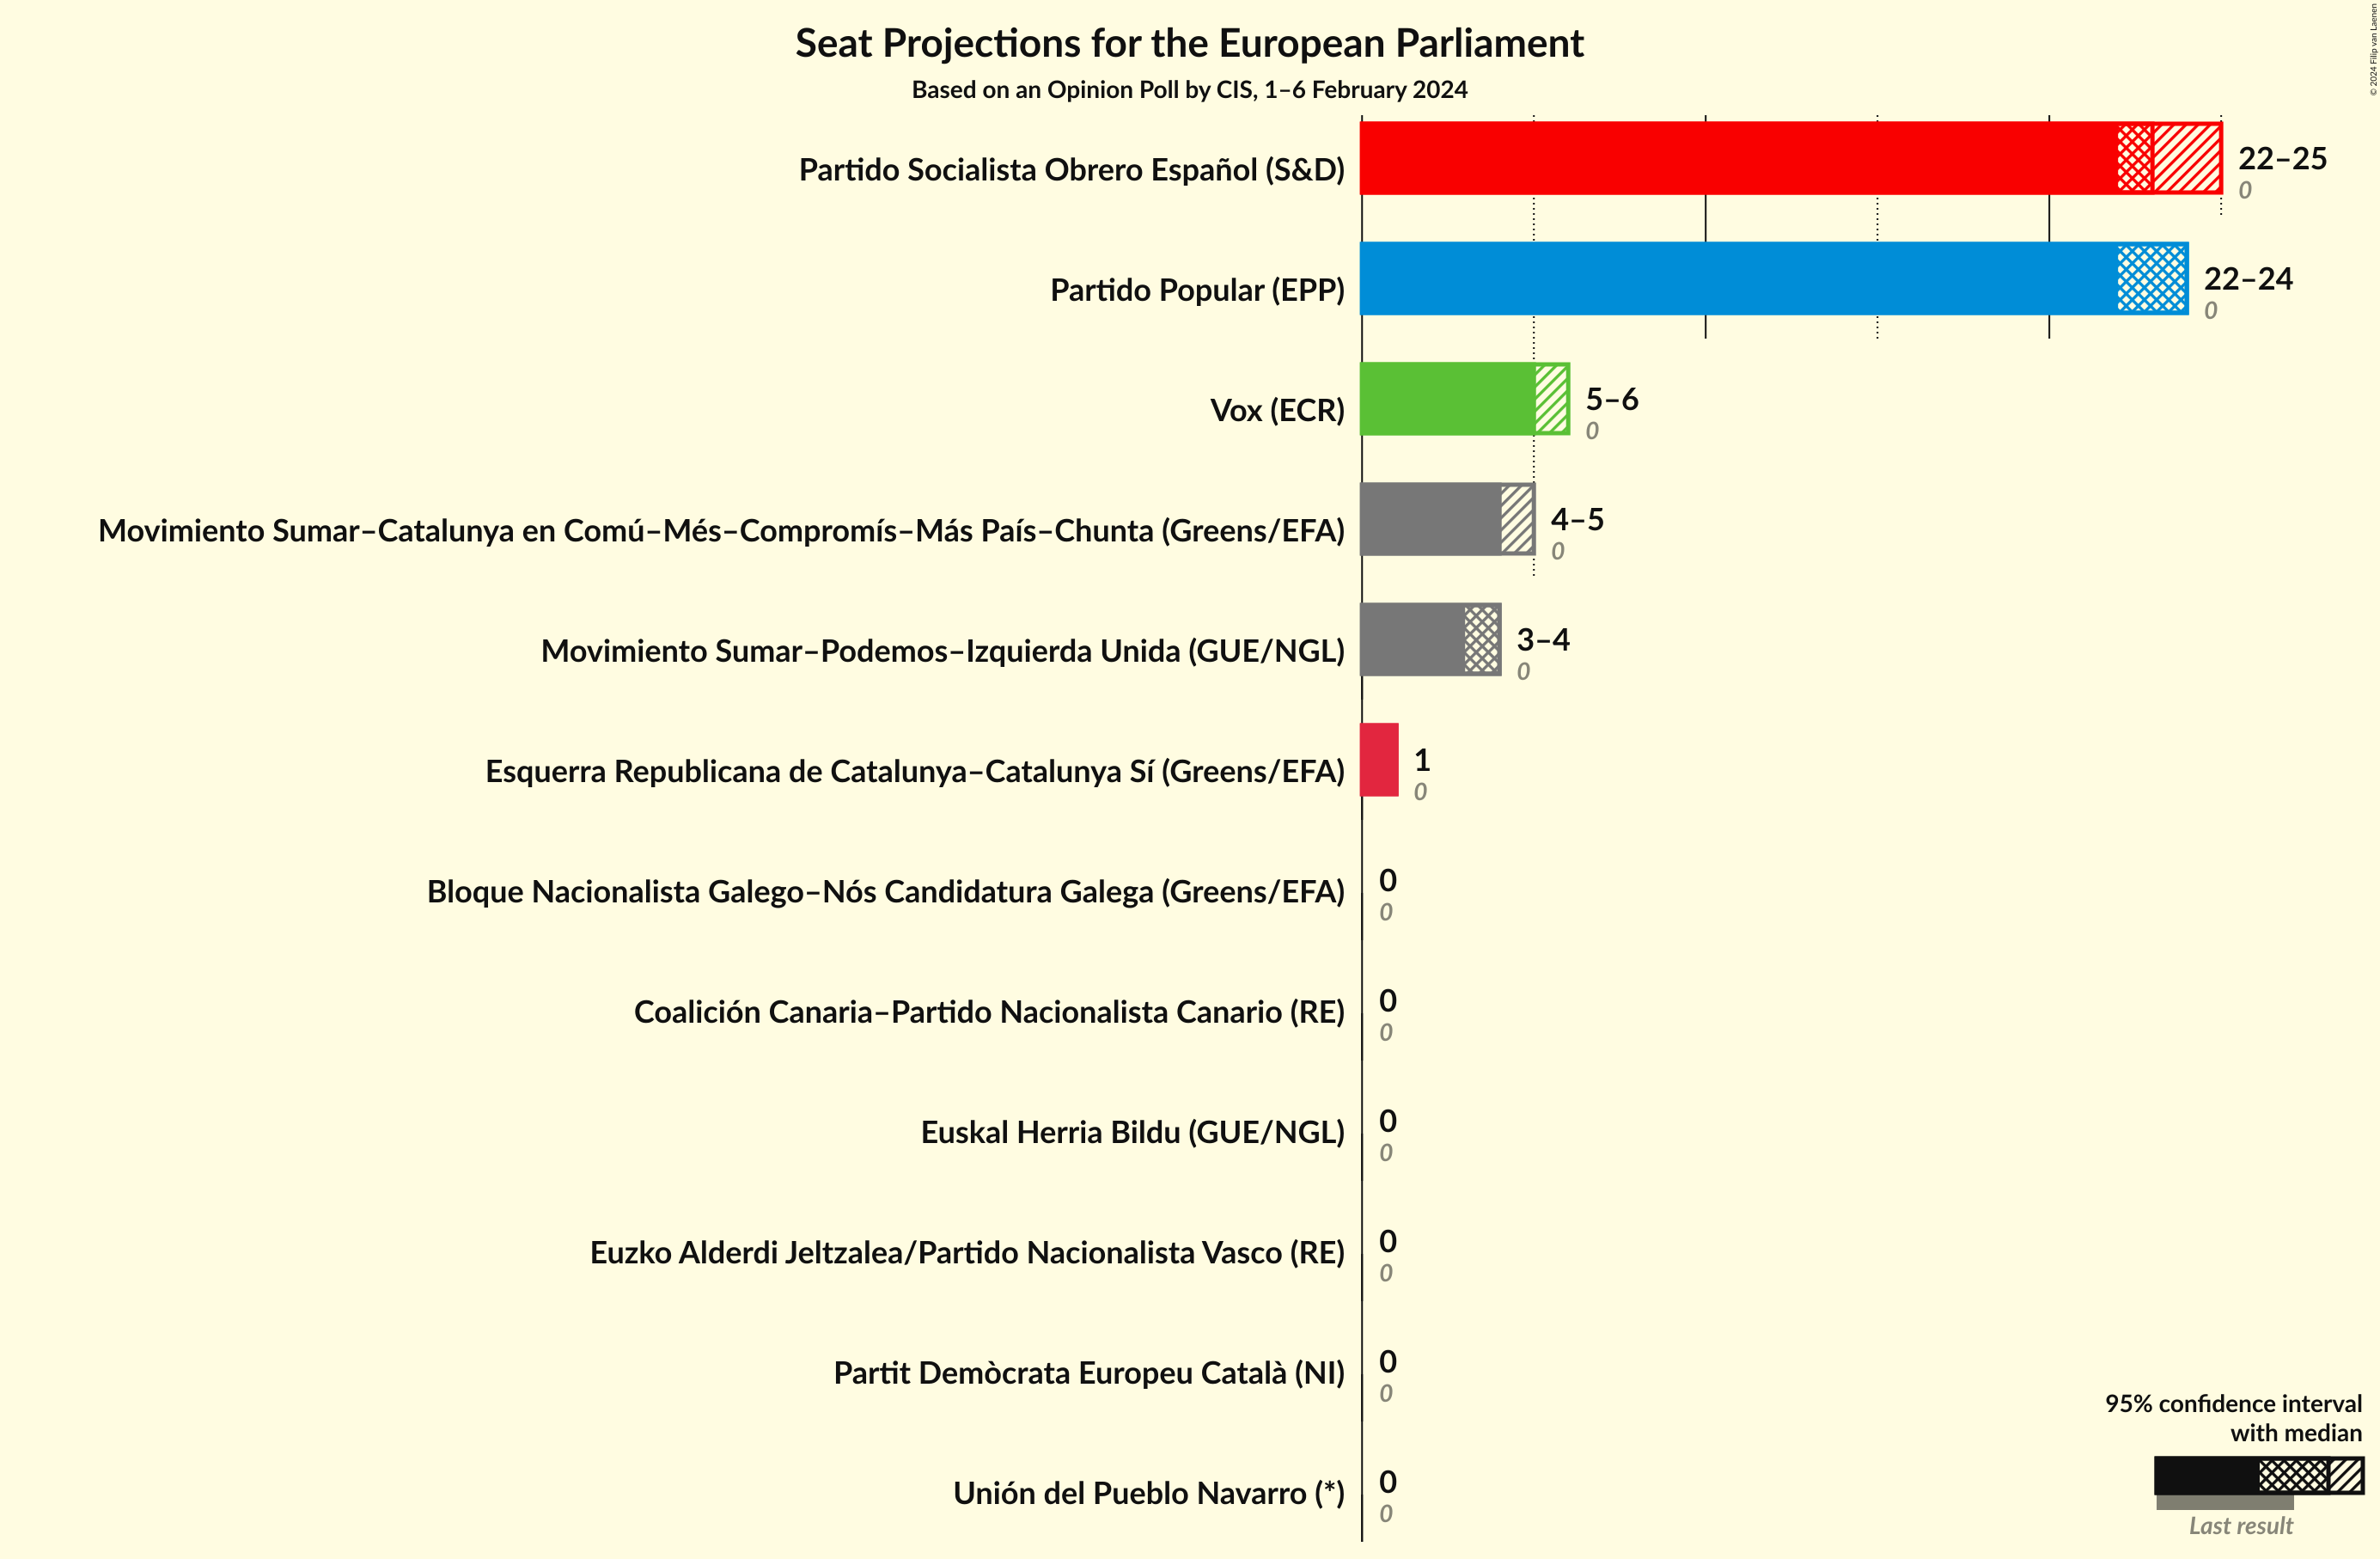 Seat Projections for the European Parliament
Based on an Opinion Poll by CIS, 1–6 February 2024
© 2024 Filip van Laenen
Partido Socialista Obrero Español (S&D)
22–25
0
Partido Popular (EPP)
22–24
0
Vox (ECR)
5–6
0
Movimiento Sumar–Catalunya en Comú–Més–Compromís–Más País–Chunta (Greens/EFA)
4–5
0
Movimiento Sumar–Podemos–Izquierda Unida (GUE/NGL)
3–4
0
Esquerra Republicana de Catalunya–Catalunya Sí (Greens/EFA)
1
0
Bloque Nacionalista Galego–Nós Candidatura Galega (Greens/EFA)
0
0
Coalición Canaria–Partido Nacionalista Canario (RE)
0
0
Euskal Herria Bildu (GUE/NGL)
0
0
Euzko Alderdi Jeltzalea/Partido Nacionalista Vasco (RE)
0
0
Partit Demòcrata Europeu Català (NI)
0
0
Unión del Pueblo Navarro (*)
0
0
95% confidence interval
with median
Last result